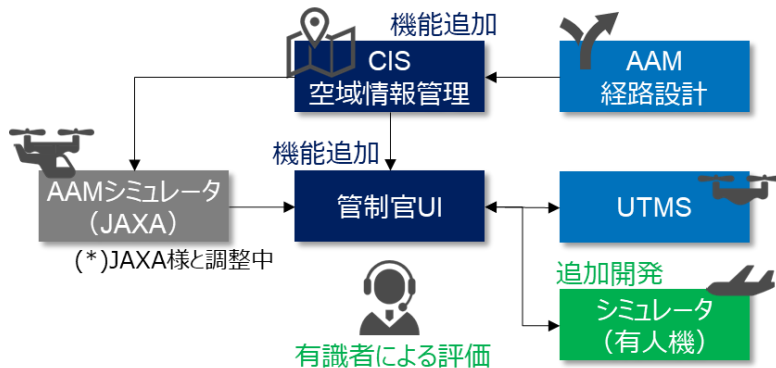 機能追加
CIS
空域情報管理
AAM
経路設計
機能追加
AAMシミュレータ
（JAXA）
(*)JAXA様と調整中
管制官UI
UTMS
追加開発
シミュレータ
（有人機）
有識者による評価